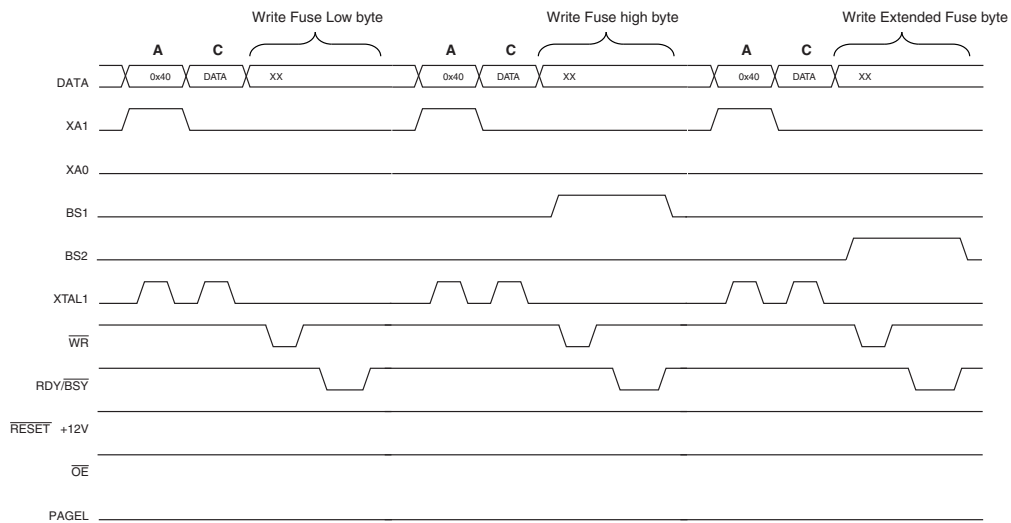 Write Fuse Low byte Write Fuse high byte Write Extended Fuse byte
A C A C A C
DATA 0x40 DATA XX 0x40 DATA XX 0x40 DATA XX
XA1
XA0
BS1
BS2
XTAL1
WR
RDY/BSY
RESET +12V
OE
PAGEL